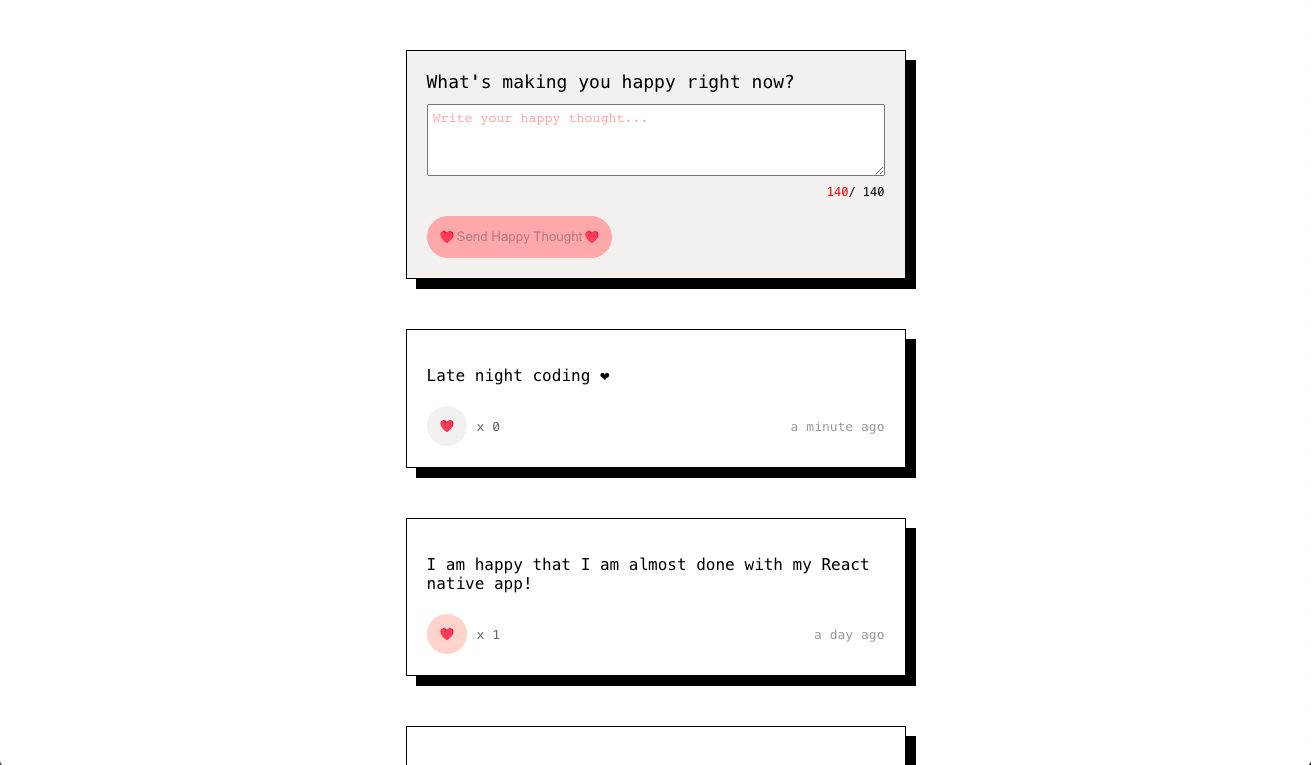 What's making you happy right now?
Write your happy thought...
140/ 140
❤️Send Happy Thought❤️
Late night coding ❤
❤️ x 0 a minute ago
I am happy that I am almost done with my React
native app!
❤️ x 1 a day ago